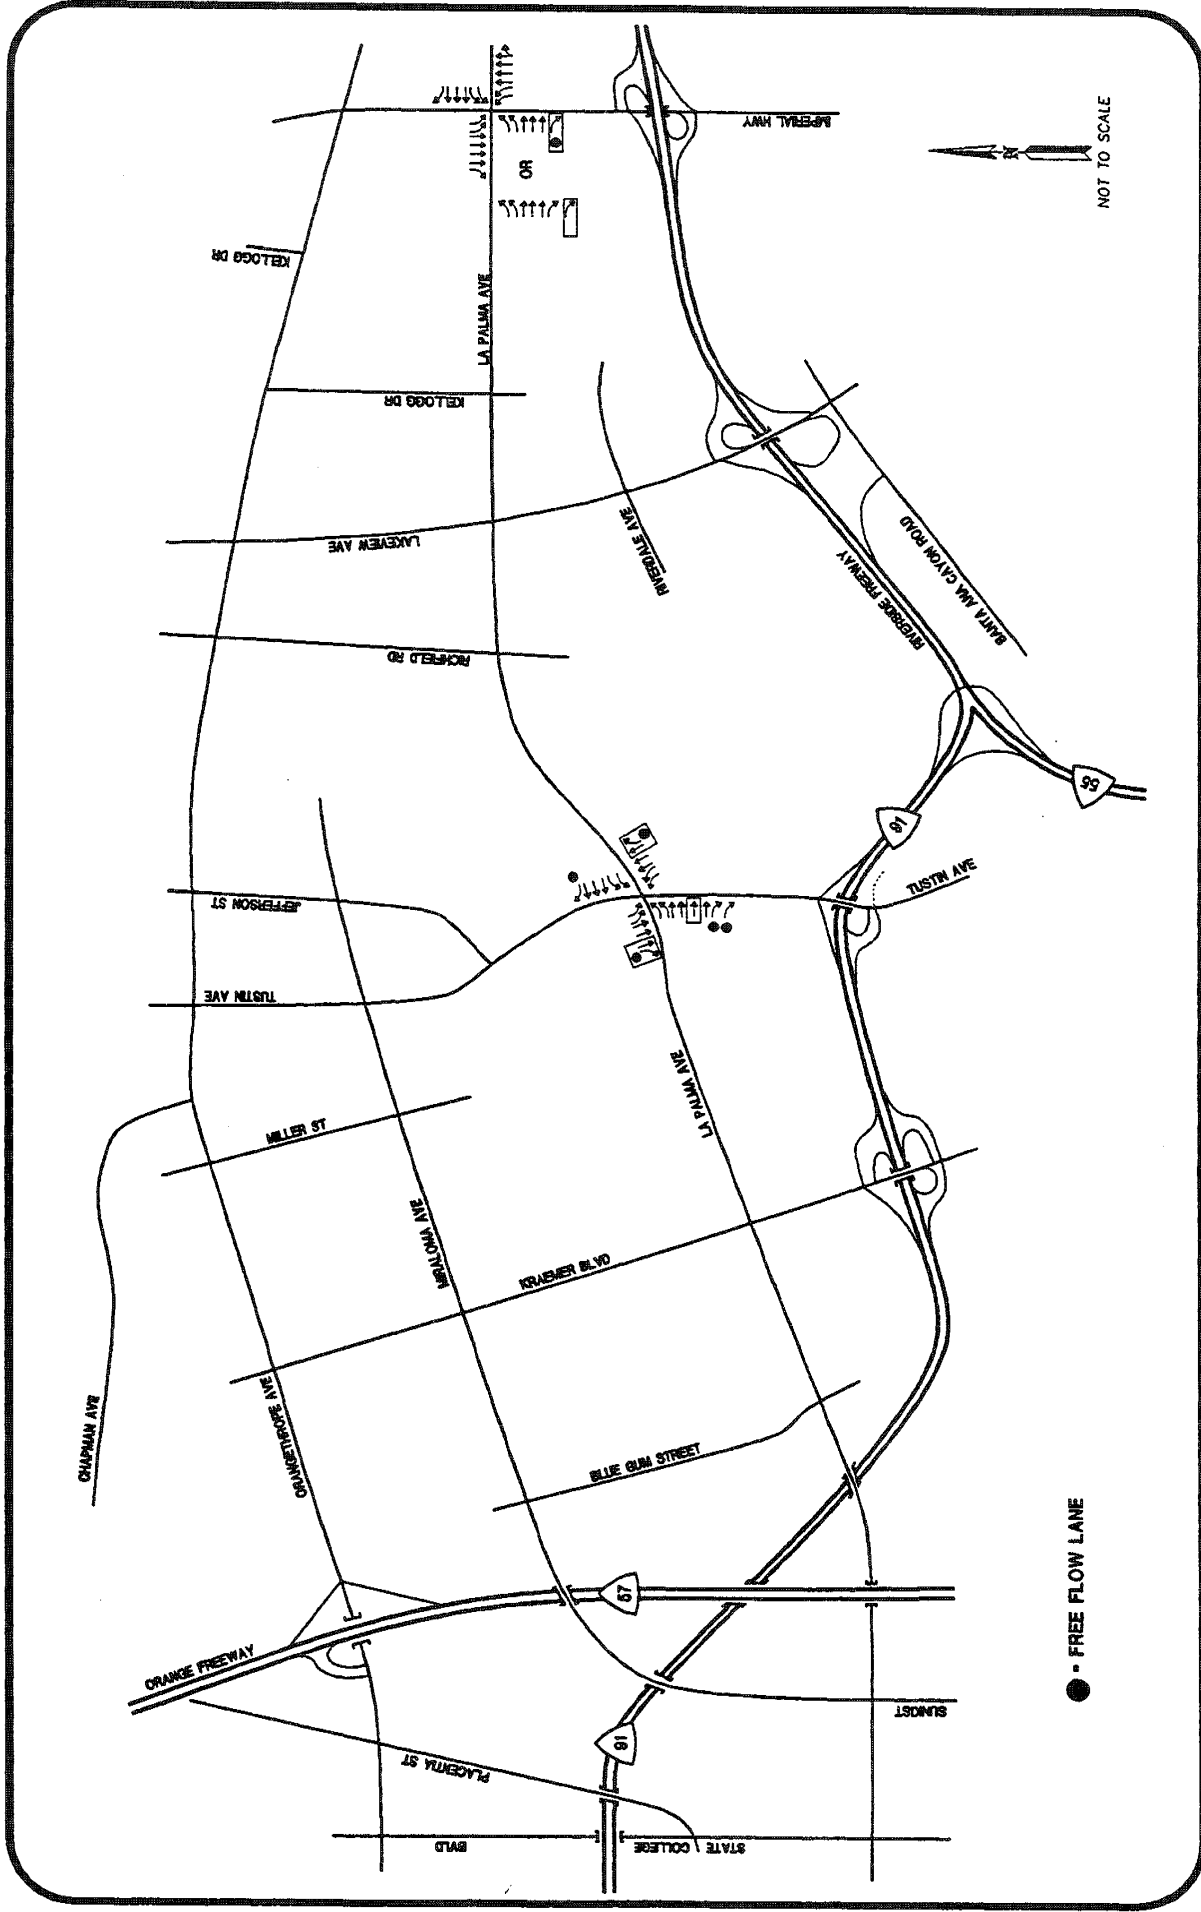 IMPERIAL HWY
NOT TO SCALE
N
OR
KELLOGG DR
LA PALMA AVE
KELLOGG DR
LAKEVIEW AVE
RIVERDALE AVE
RIVERSIDE FREEWAY
SANTA ANA CAYON ROAD
RICHFIELD RD
55
91
TUSTIN AVE
JEFFERSON ST
TUSTIN AVE
MILLER ST
LA PALMA AVE
MIRALOMA AVE
KRAEMER BLVD
CHAPMAN AVE
ORANGETHROPE AVE
BLUE GUM STREET
57
ORANGE FREEWAY
SUNKIST
91
PLACENTIA ST
STATE COLLEGE
BVLD
- FREE FLOW LANE